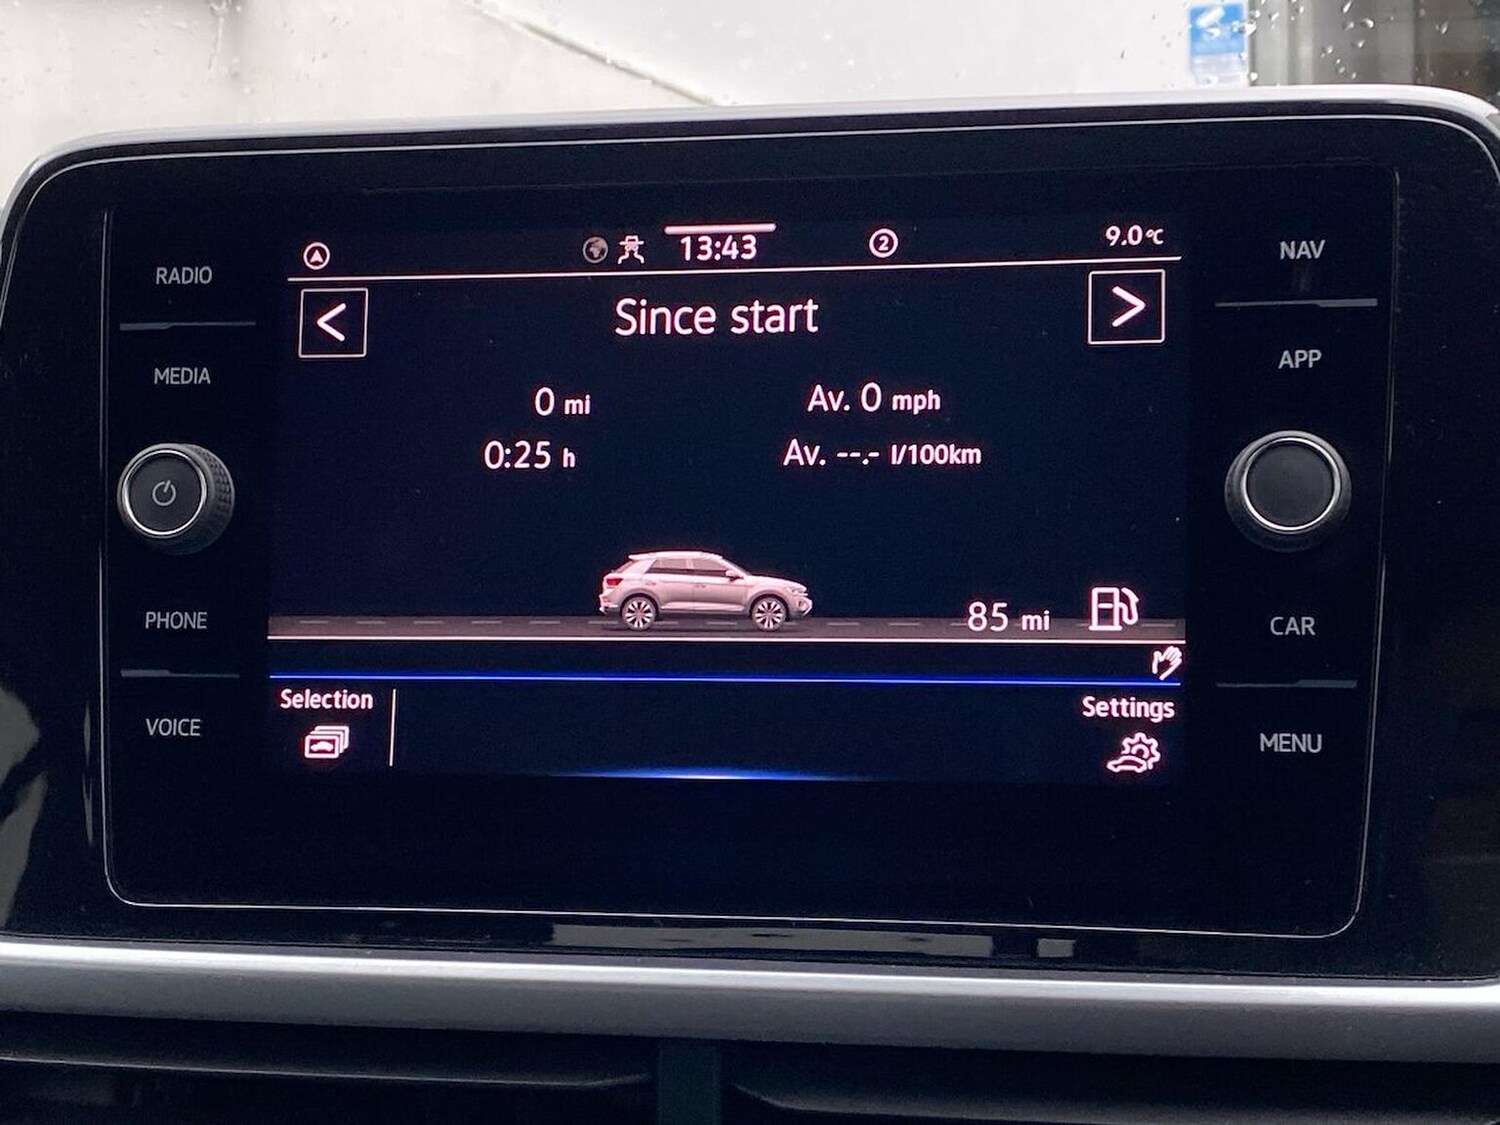 RADIO
MEDIA
PHONE
VOICE
13:43
2
9.0°C
<
Since start
>
0 mi
Av. 0 mph
0:25 h
Av. --.- l/100km
85 mi
Selection
Settings
NAV
APP
CAR
MENU